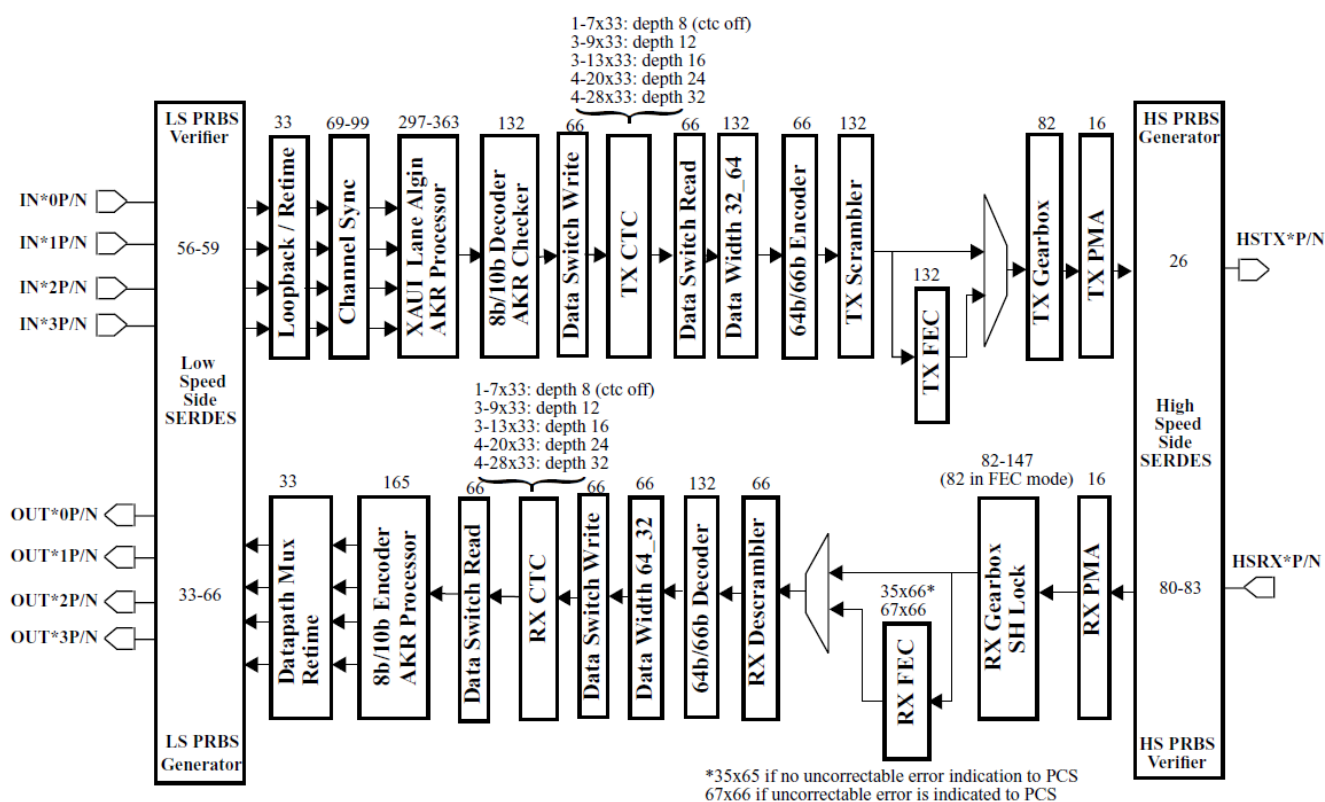 1-7x33: depth 8 (ctc off)
3-9x33: depth 12
3-13x33: depth 16
4-20x33: depth 24
4-28x33: depth 32
LS PRBS
Verifier
33
69-99
297-363
132
66
66
132
66
132
82
16
HS PRBS
Generator
IN*0P/N
IN*1P/N
IN*2P/N
IN*3P/N
56-59
Loopback / Retime
Channel Sync
XAUI Lane Algin
AKR Processor
8b/10b Decoder
AKR Checker
Data Switch Write
TX CTC
Data Switch Read
Data Width 32_64
64b/66b Encoder
TX Scrambler
132
TX FEC
TX Gearbox
TX PMA
26
HSTX*P/N
Low
Speed
Side
SERDES
High
Speed
Side
SERDES
1-7x33: depth 8 (ctc off)
3-9x33: depth 12
3-13x33: depth 16
4-20x33: depth 24
4-28x33: depth 32
33
165
66
66
66
132
66
82-147
(82 in FEC mode)
16
OUT*0P/N
OUT*1P/N
OUT*2P/N
OUT*3P/N
33-66
Datapath Mux
Retime
8b/10b Encoder
AKR Processor
Data Switch Read
RX CTC
Data Switch Write
Data Width 64_32
64b/66b Decoder
RX Descrambler
35x66*
67x66
RX FEC
RX Gearbox
SH Lock
RX PMA
80-83
HSRX*P/N
LS PRBS
Generator
HS PRBS
Verifier
*35x65 if no uncorrectable error indication to PCS
67x66 if uncorrectable error is indicated to PCS